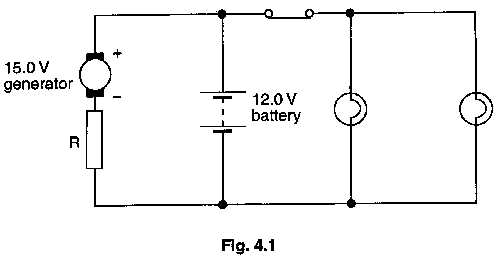 +
15.0 V
generator
–
12.0 V
battery
R
Fig. 4.1